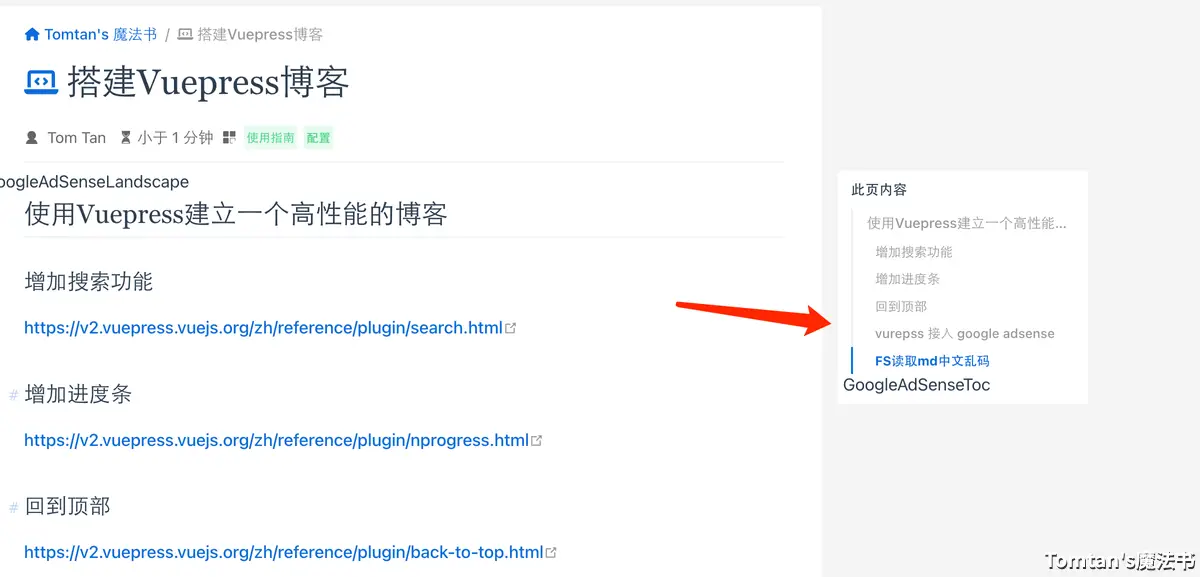 Tomtan's 魔法书 / 搭建Vuepress博客
搭建Vuepress博客
Tom Tan 小于 1 分钟 使用指南 配置
oogleAdSenseLandscape
使用Vuepress建立一个高性能的博客
增加搜索功能
https://v2.vuepress.vuejs.org/zh/reference/plugin/search.html
# 增加进度条
https://v2.vuepress.vuejs.org/zh/reference/plugin/nprogress.html
# 回到顶部
https://v2.vuepress.vuejs.org/zh/reference/plugin/back-to-top.html
此页内容
使用Vuepress建立一个高性能...
增加搜索功能
增加进度条
回到顶部
vurepss 接人 google adsense
FS读取md中文乱码
GoogleAdSenseToc
Tomtan's魔法书